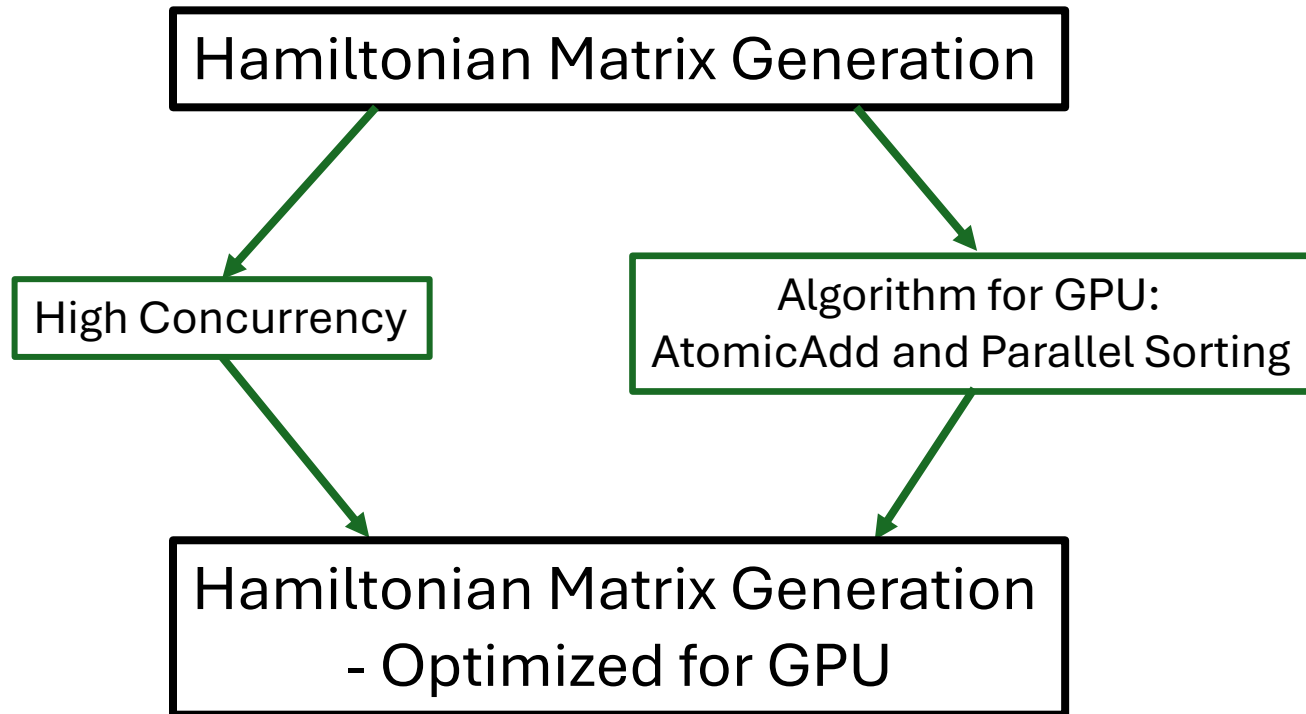 Hamiltonian Matrix Generation
High Concurrency
Algorithm for GPU:
AtomicAdd and Parallel Sorting
Hamiltonian Matrix Generation
- Optimized for GPU